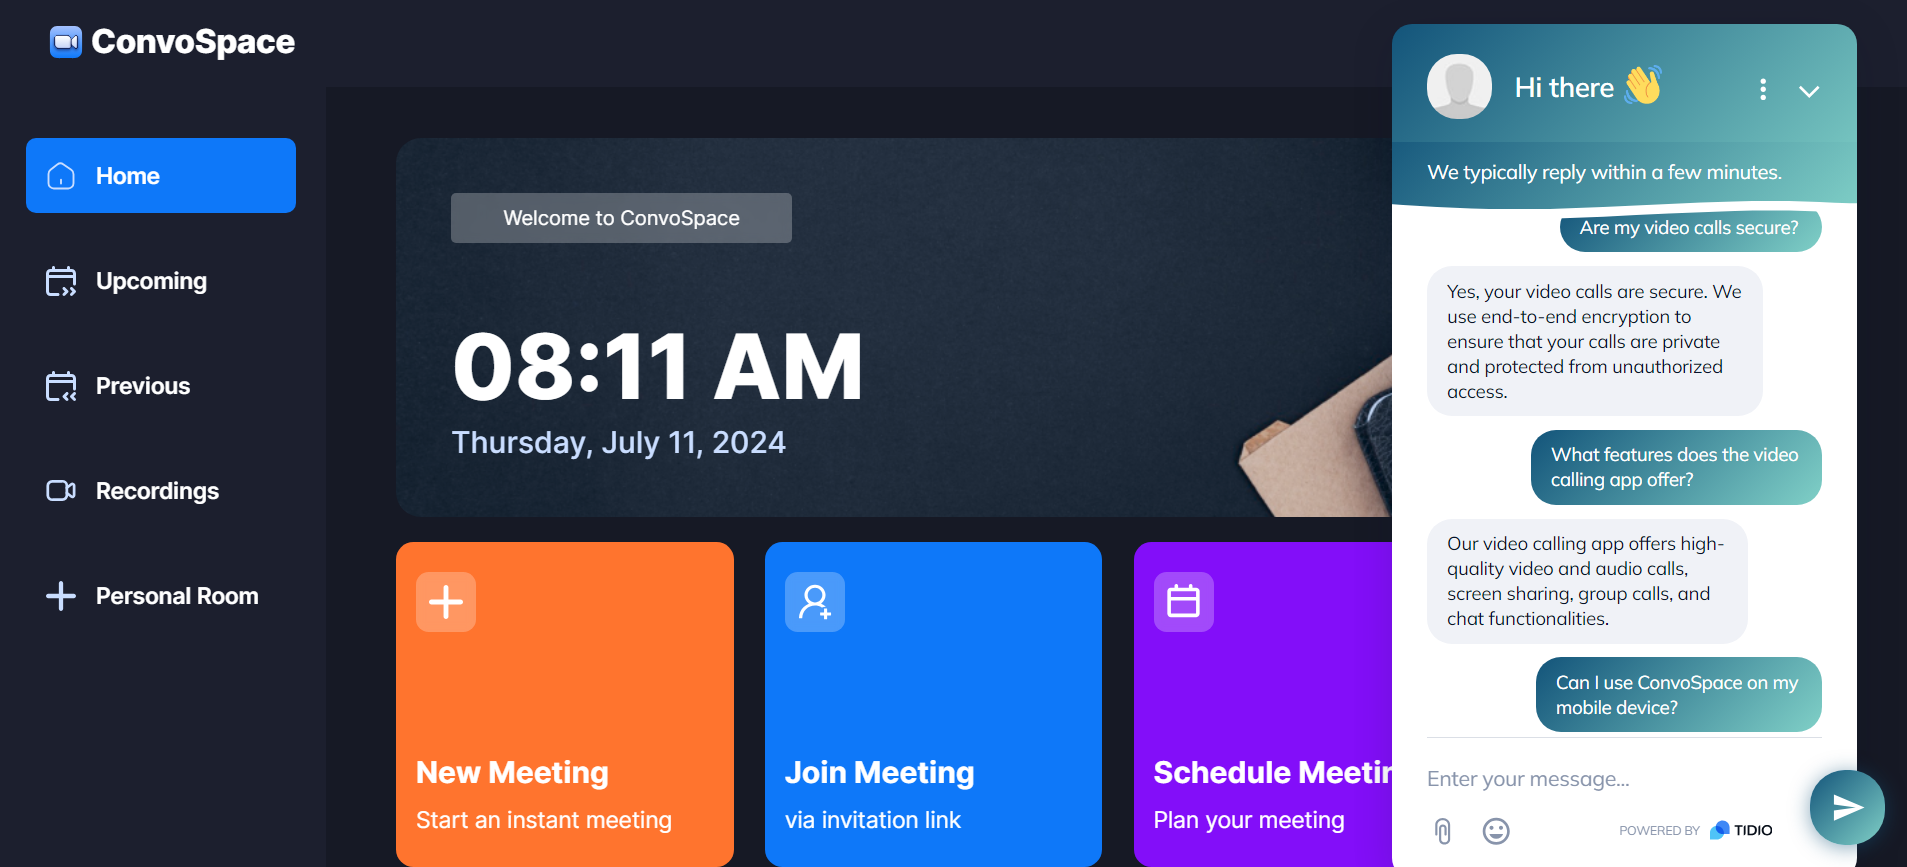 ConvoSpace
Home
Upcoming
Previous
Recordings
Personal Room
Welcome to ConvoSpace
08:11 AM
Thursday, July 11, 2024
New Meeting
Start an instant meeting
Join Meeting
via invitation link
Schedule Meetin
Plan your meeting
Hi there 👋
We typically reply within a few minutes.
Are my video calls secure?
Yes, your video calls are secure. We
use end-to-end encryption to
ensure that your calls are private
and protected from unauthorized
access.
What features does the video
calling app offer?
Our video calling app offers high-
quality video and audio calls,
screen sharing, group calls, and
chat functionalities.
Can I use ConvoSpace on my
mobile device?
Enter your message...
POWERED BY TIDIO